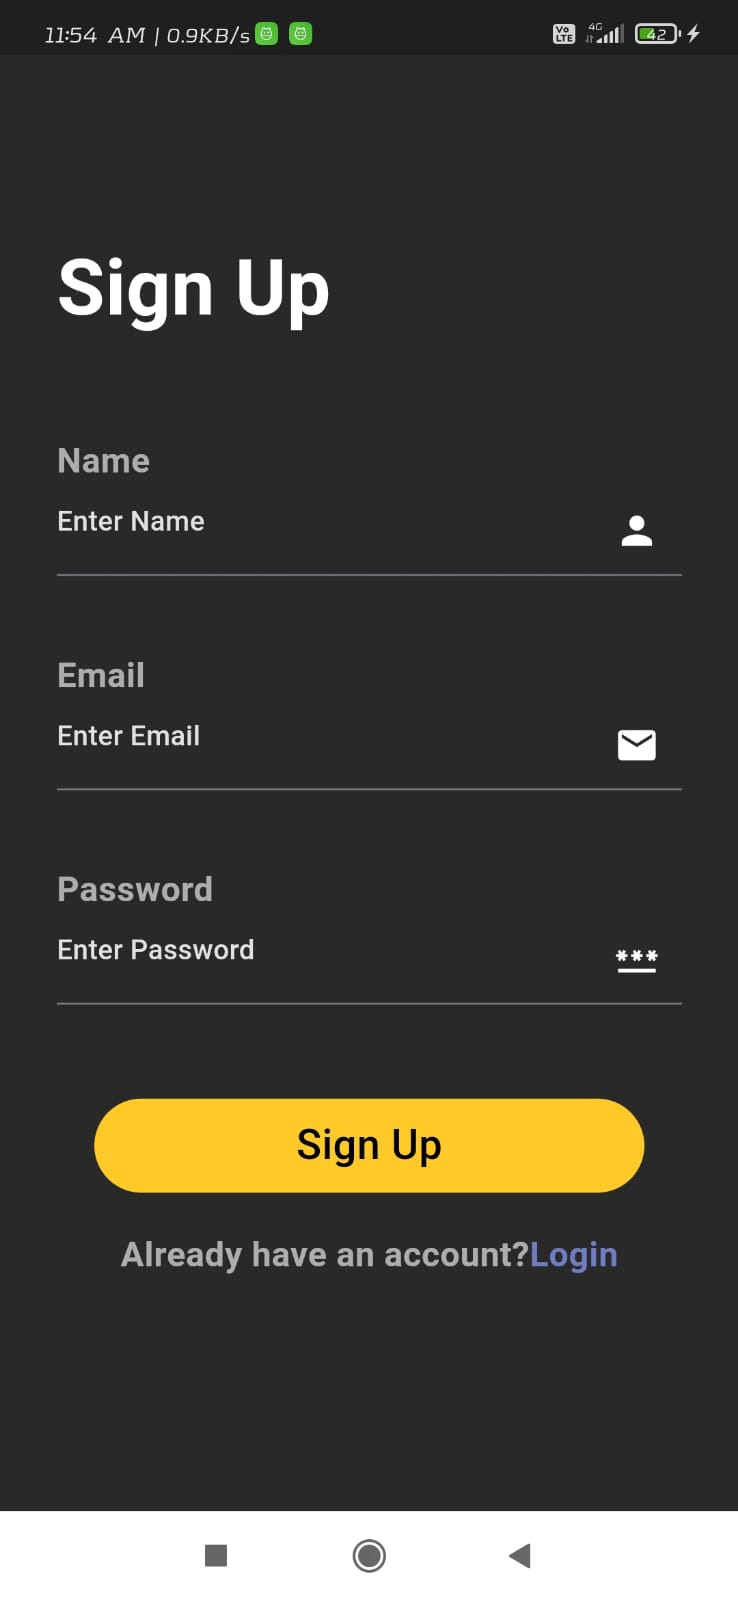 11:54 AM | 0.9KB/s Vo LTE 4G 42
Sign Up
Name
Enter Name
Email
Enter Email
Password
Enter Password
***
Sign Up
Already have an account?Login